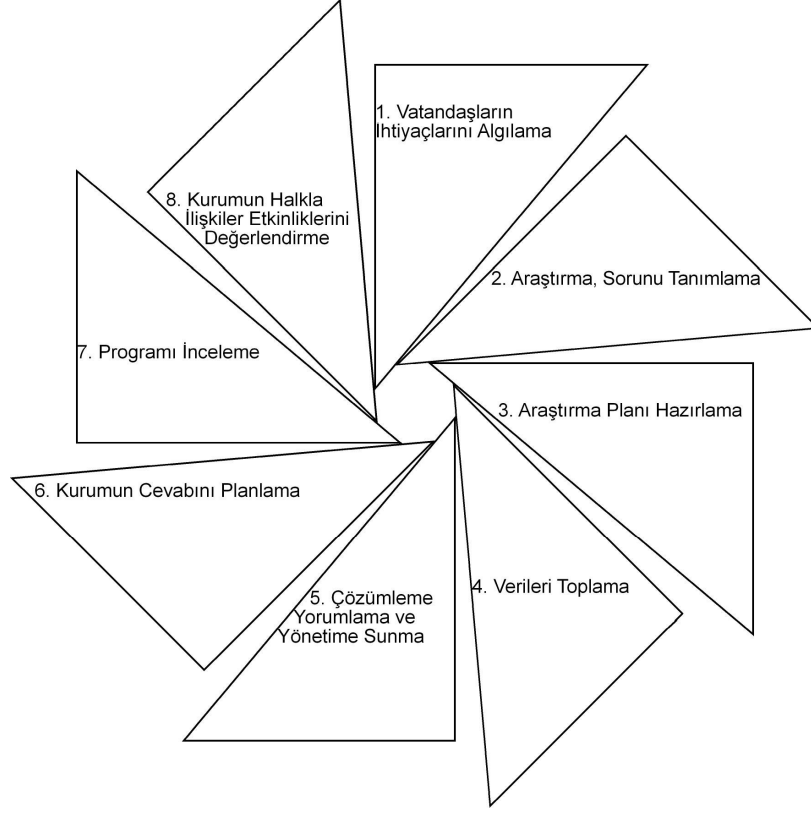 1. Vatandaşların
İhtiyaçlarını Algılama
2. Araştırma, Sorunu Tanımlama
3. Araştırma Planı Hazırlama
4. Verileri Toplama
5. Çözümleme
Yorumlama ve
Yönetime Sunma
6. Kurumun Cevabını Planlama
7. Programı İnceleme
8. Kurumun Halkla
İlişkiler Etkinliklerini
Değerlendirme